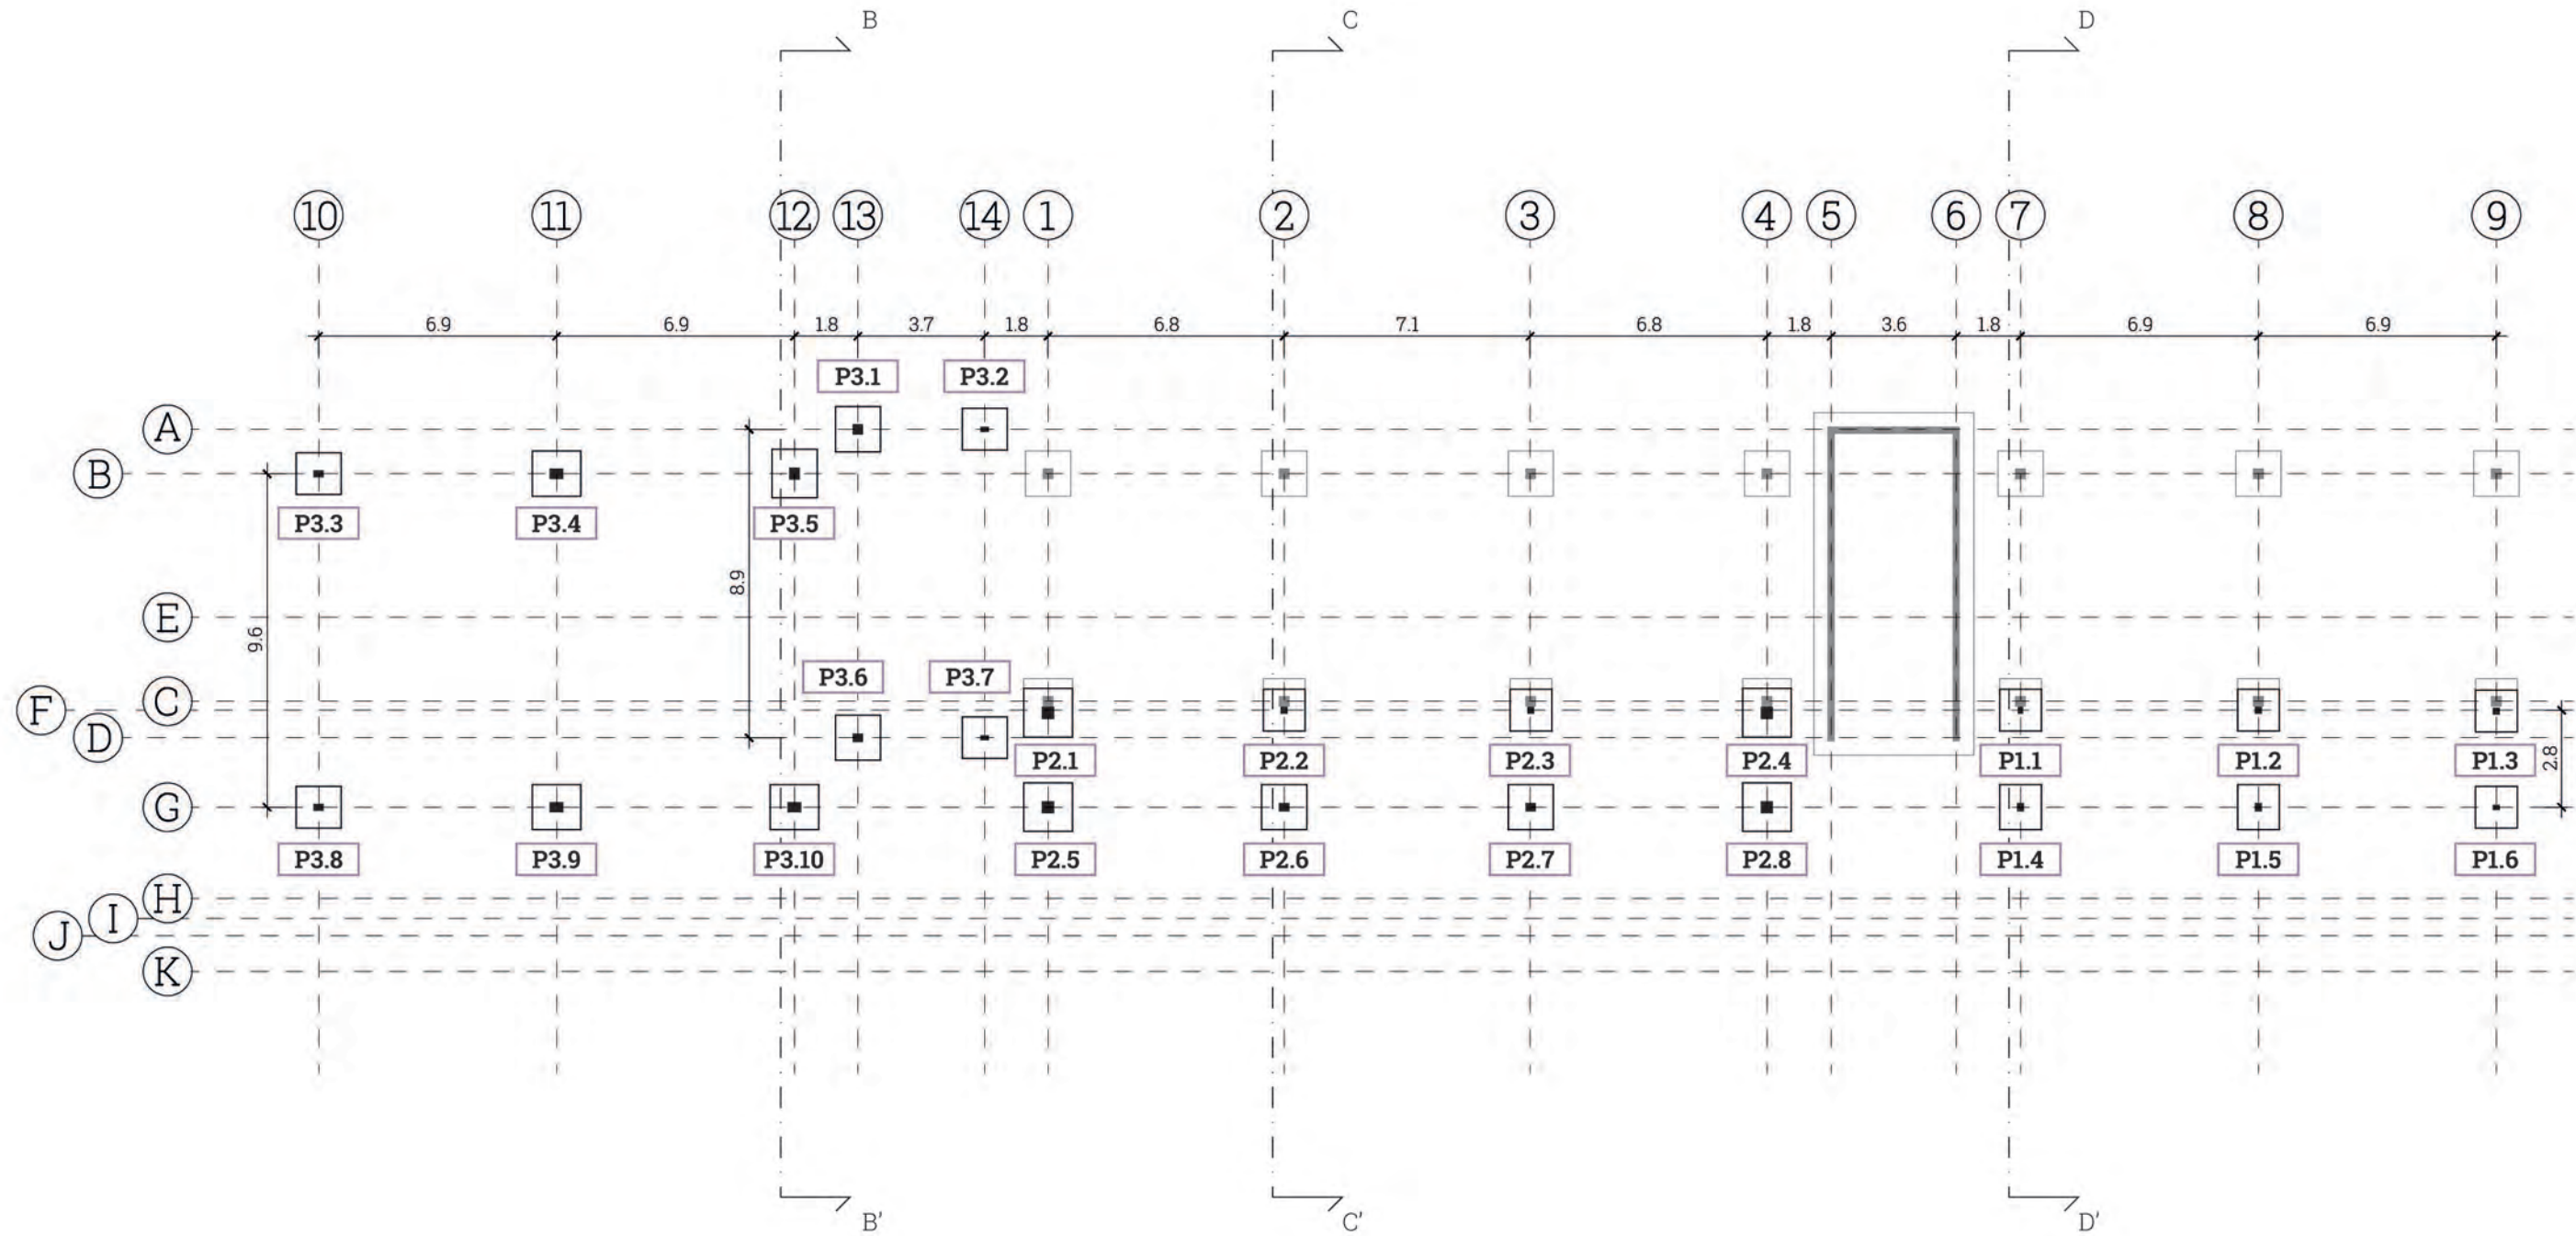 B C D
10 11 12 13 14 1 2 3 4 5 6 7 8 9
6.9 6.9 1.8 3.7 1.8 6.8 7.1 6.8 1.8 3.6 1.8 6.9 6.9
P3.1 P3.2
A
B
P3.3 P3.4 P3.5
8.9
E
9.6
P3.6 P3.7
C
F
D
P2.1 P2.2 P2.3 P2.4 P1.1 P1.2 P1.3
2.8
G
P3.8 P3.9 P3.10 P2.5 P2.6 P2.7 P2.8 P1.4 P1.5 P1.6
H
I
J
K
B' C' D'